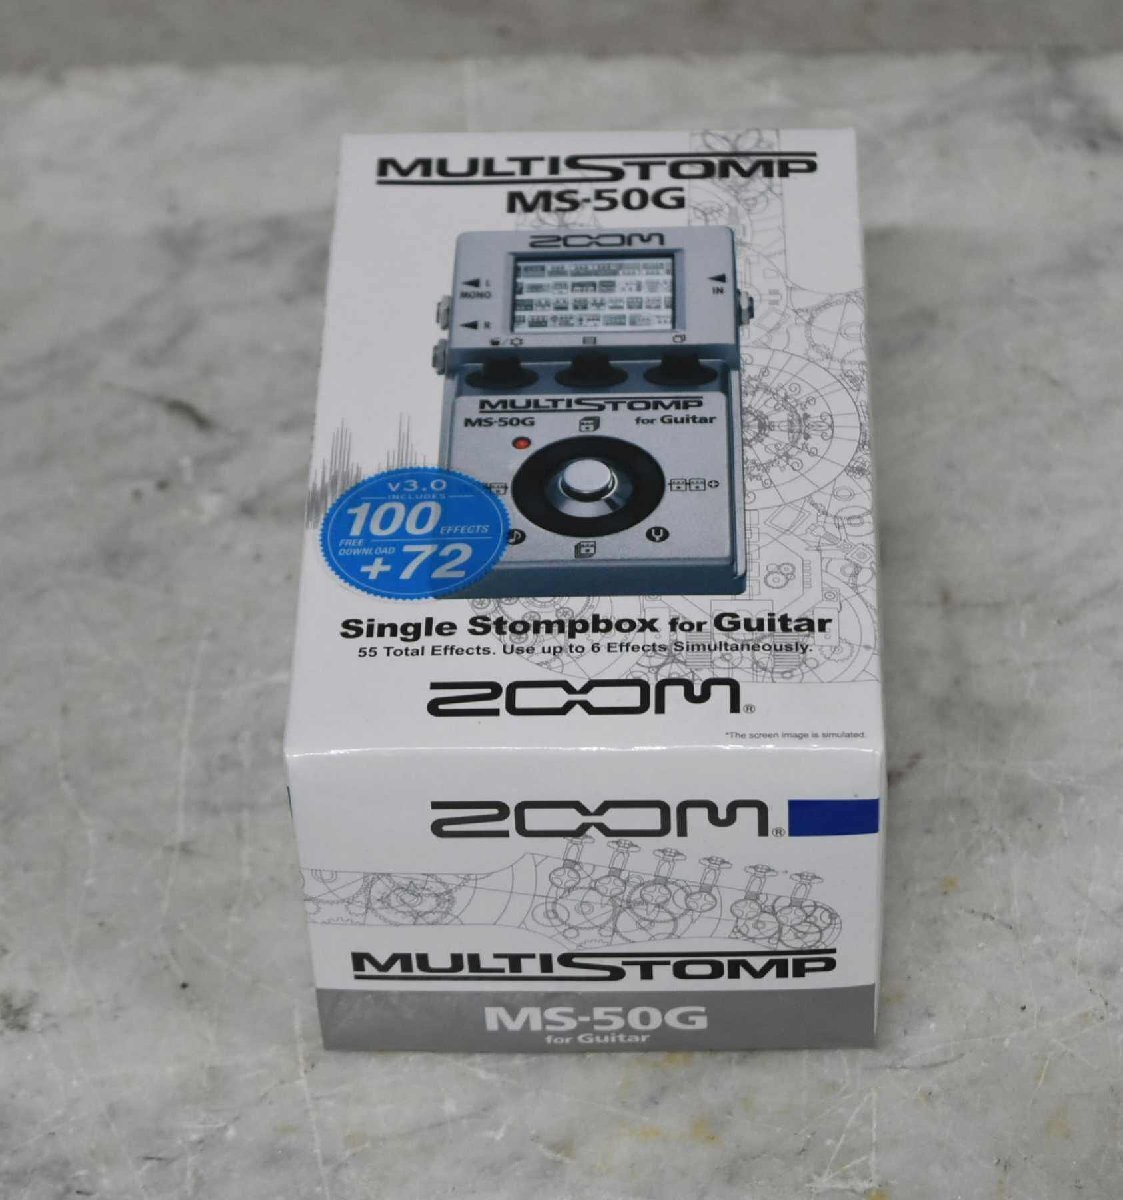 MULTISTOMP
MS-50G
ZOOM
L
MONO
IN
R
MULTISTOMP
MS-50G for Guitar
v3.0
INCLUDES
100 EFFECTS
FREE DOWNLOAD +72
Single Stompbox for Guitar
55 Total Effects. Use up to 6 Effects Simultaneously.
ZOOM®
*The screen image is simulated.
ZOOM®
MULTISTOMP
MS-50G
for Guitar